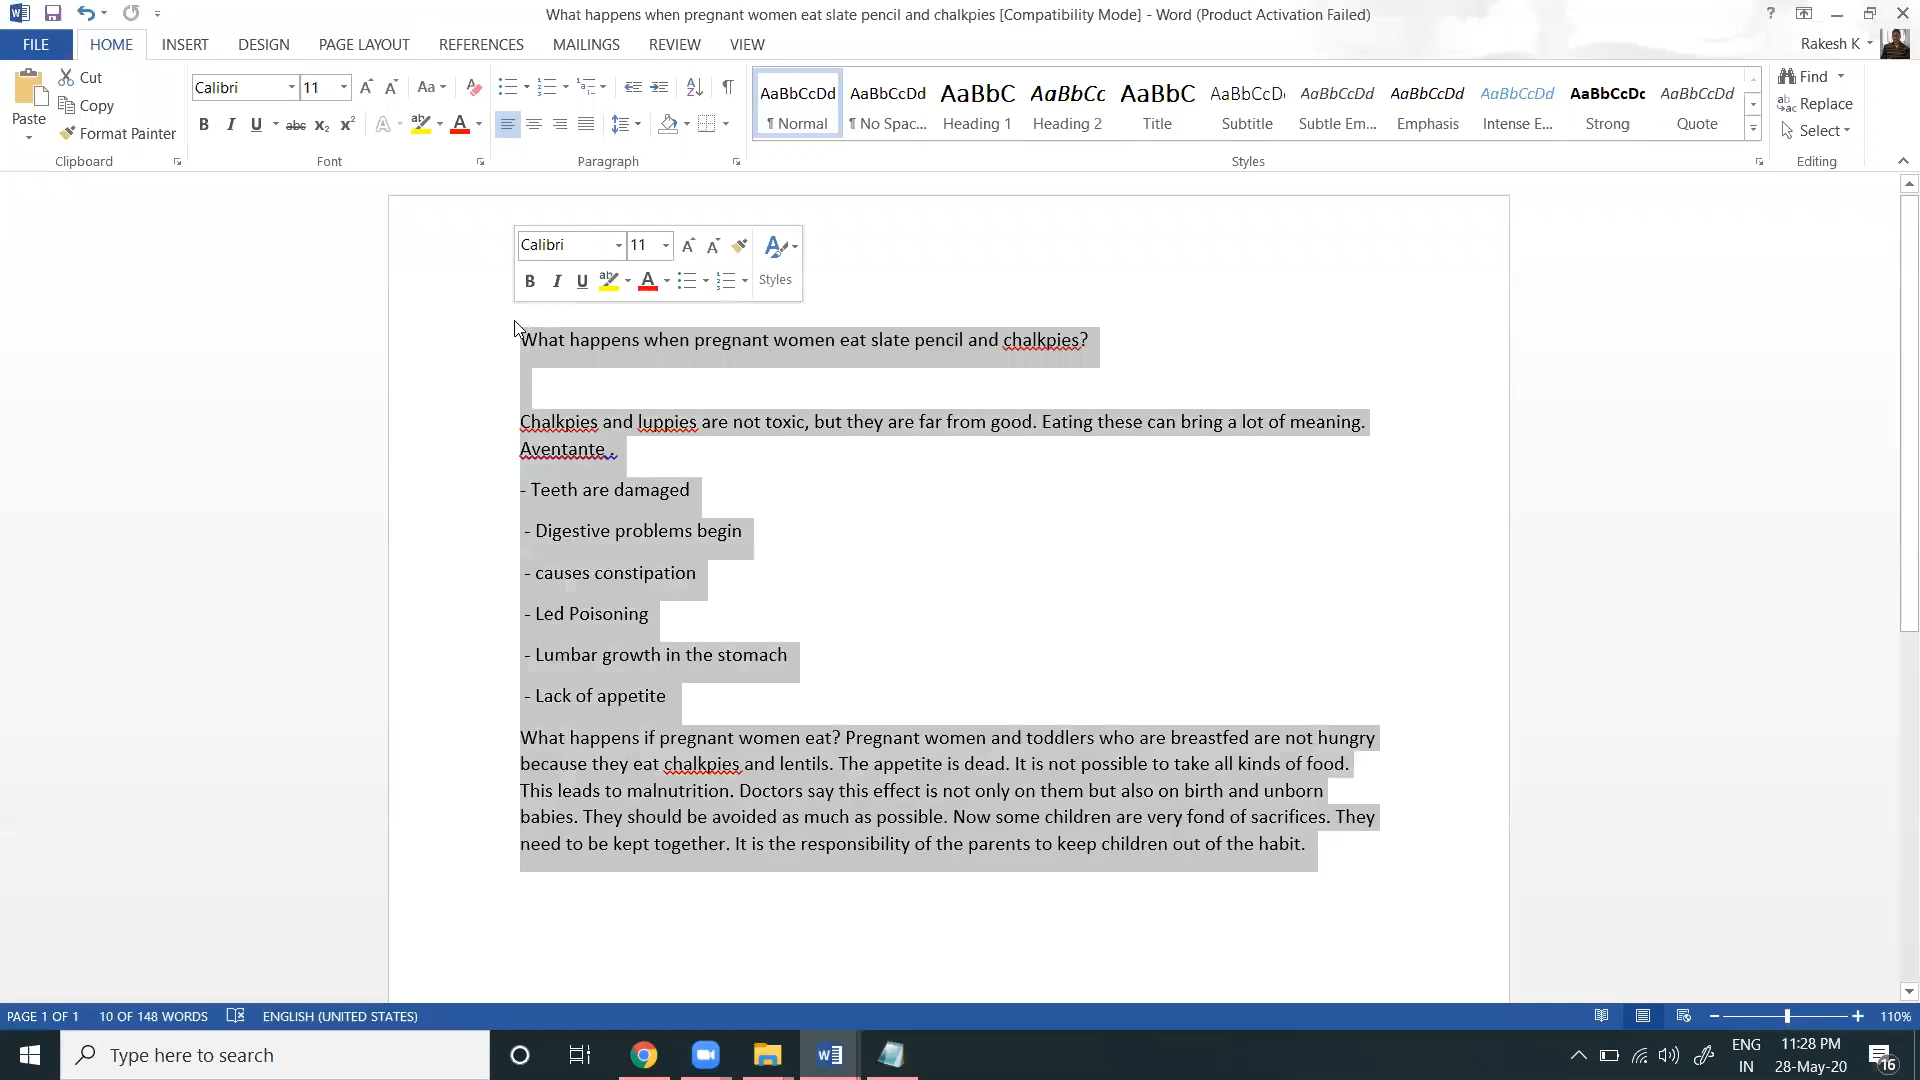 What happens when pregnant women eat slate pencil and chalkpies [Compatibility Mode] - Word (Product Activation Failed)
FILE HOME INSERT DESIGN PAGE LAYOUT REFERENCES MAILINGS REVIEW VIEW Rakesh K
Paste
Cut
Copy
Format Painter
Clipboard
Calibri 11
Font
Paragraph
AaBbCcDd AaBbCcDd AaBbC AaBbCc AaBbC AaBbCcD AaBbCcDd AaBbCcDd AaBbCcDd AaBbCcDc AaBbCcDd
¶ Normal ¶ No Spac... Heading 1 Heading 2 Title Subtitle Subtle Em... Emphasis Intense E... Strong Quote
Styles
Find
Replace
Select
Editing
Calibri 11
B I U Styles
What happens when pregnant women eat slate pencil and chalkpies?
Chalkpies and luppies are not toxic, but they are far from good. Eating these can bring a lot of meaning.
Aventante .
- Teeth are damaged
- Digestive problems begin
- causes constipation
- Led Poisoning
- Lumbar growth in the stomach
- Lack of appetite
What happens if pregnant women eat? Pregnant women and toddlers who are breastfed are not hungry
because they eat chalkpies and lentils. The appetite is dead. It is not possible to take all kinds of food.
This leads to malnutrition. Doctors say this effect is not only on them but also on birth and unborn
babies. They should be avoided as much as possible. Now some children are very fond of sacrifices. They
need to be kept together. It is the responsibility of the parents to keep children out of the habit.
PAGE 1 OF 1 10 OF 148 WORDS ENGLISH (UNITED STATES) 110%
Type here to search
ENG
IN
11:28 PM
28-May-20
16